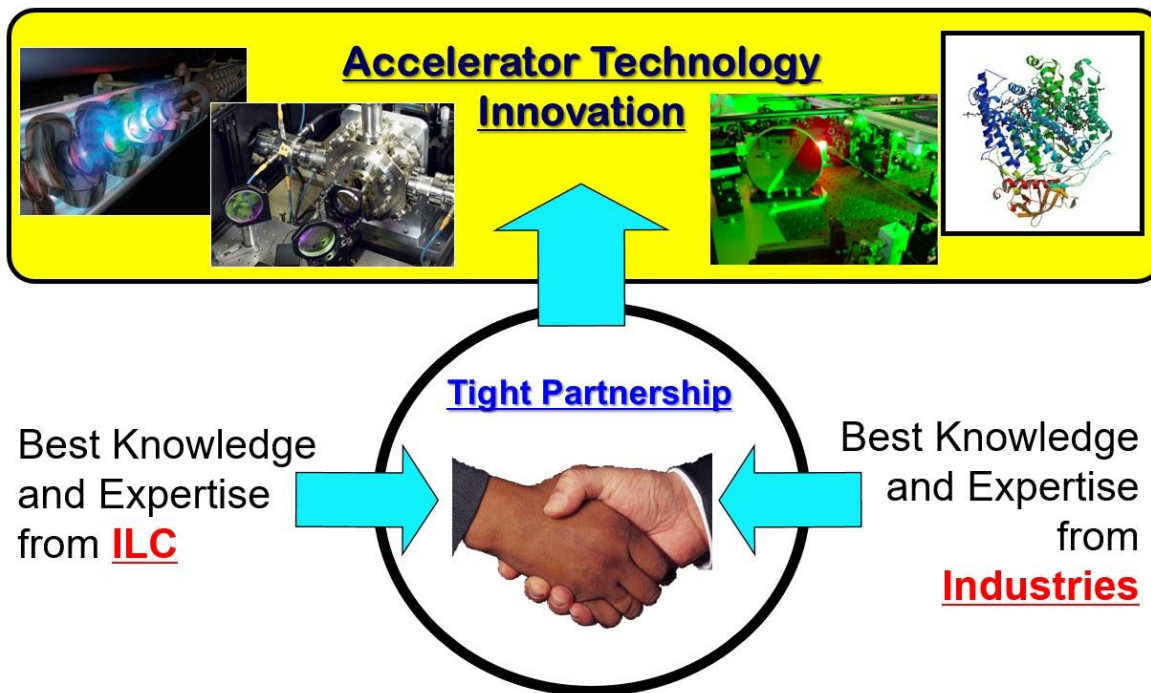 Accelerator Technology
Innovation
Tight Partnership
Best Knowledge
and Expertise
from ILC
Best Knowledge
and Expertise
from
Industries